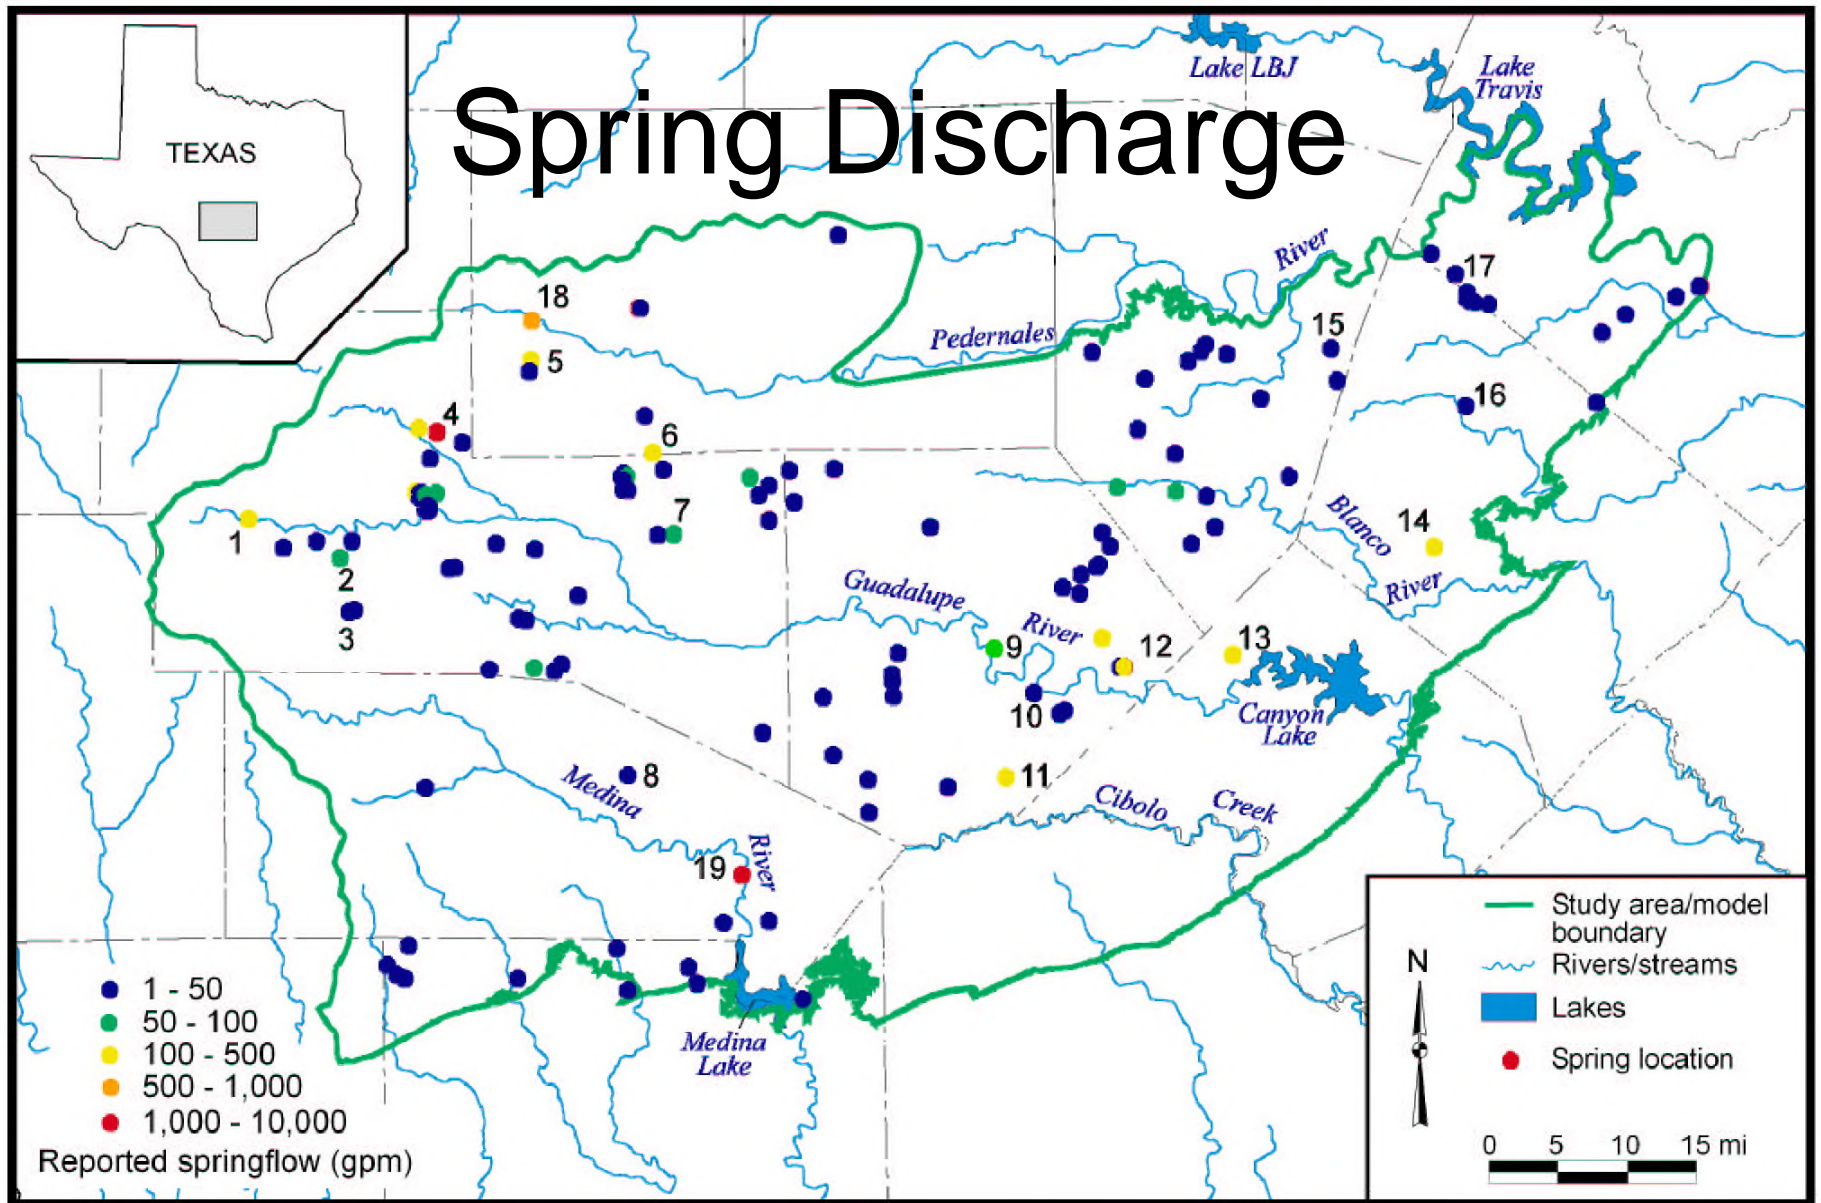 Spring Discharge
TEXAS
Lake LBJ
Lake
Travis
River
Pedernales
18
17
15
5
16
4
6
7
Blanco
14
1
2
Guadalupe
River
3
River
9
12
13
10
Canyon
Lake
8
11
Medina
Cibolo
Creek
19
River
Medina
Lake
1 - 50
50 - 100
100 - 500
500 - 1,000
1,000 - 10,000
Reported springflow (gpm)
Study area/model
boundary
N
Rivers/streams
Lakes
Spring location
0 5 10 15 mi